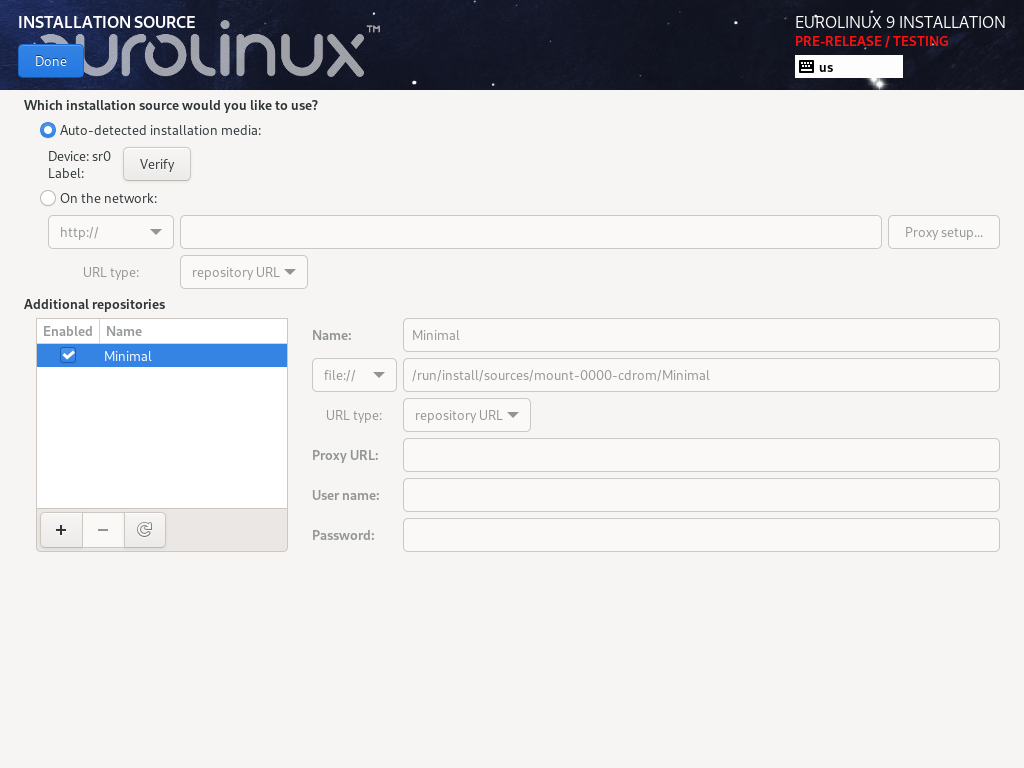 INSTALLATION SOURCE
eurolinux™
Done
EUROLINUX 9 INSTALLATION
PRE-RELEASE / TESTING
us
Which installation source would you like to use?
Auto-detected installation media:
Device: sr0
Label:
Verify
On the network:
http://
Proxy setup...
URL type:
repository URL
Additional repositories
Enabled Name
Minimal
Name: Minimal
file:// /run/install/sources/mount-0000-cdrom/Minimal
URL type: repository URL
Proxy URL:
User name:
Password: